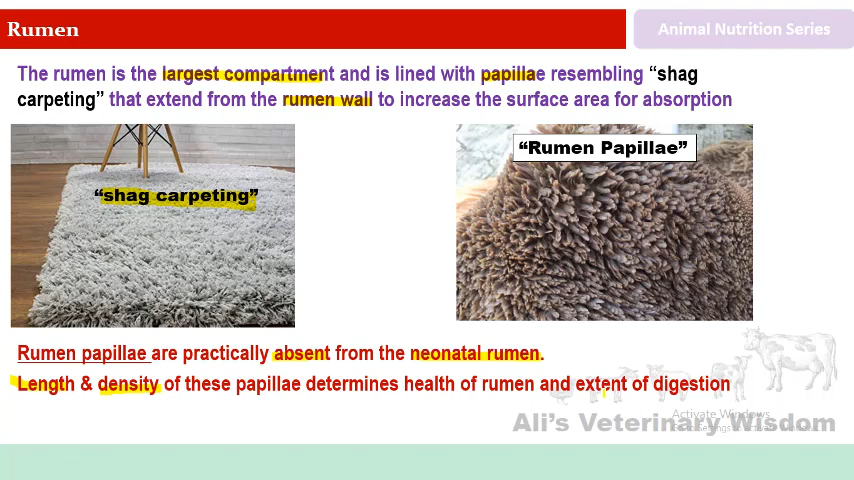 Rumen
Animal Nutrition Series
The rumen is the largest compartment and is lined with papillae resembling “shag
carpeting” that extend from the rumen wall to increase the surface area for absorption
“shag carpeting”
“Rumen Papillae”
Rumen papillae are practically absent from the neonatal rumen.
Length & density of these papillae determines health of rumen and extent of digestion
Activate Windows
Ali’s Veterinary Wisdom